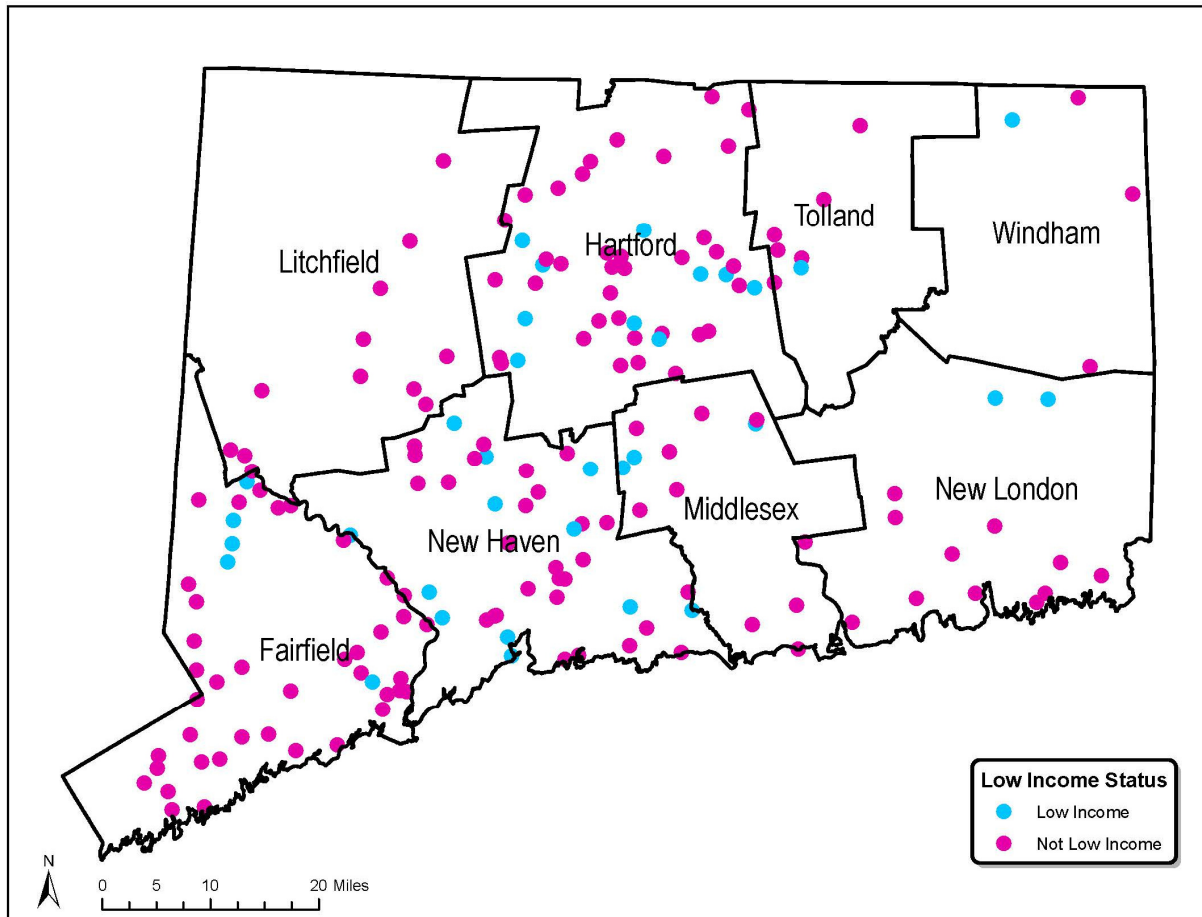 Tolland
Windham
Hartford
Litchfield
New London
Middlesex
New Haven
Fairfield
Low Income Status
Low Income
Not Low Income
N
0 5 10 20 Miles